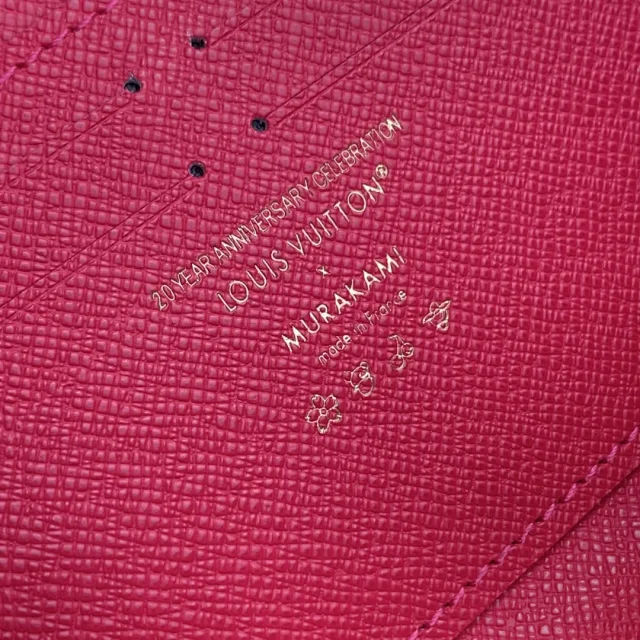 20 YEAR ANNIVERSARY CELEBRATION
LOUIS VUITTON®
×
MURAKAMI
made in France